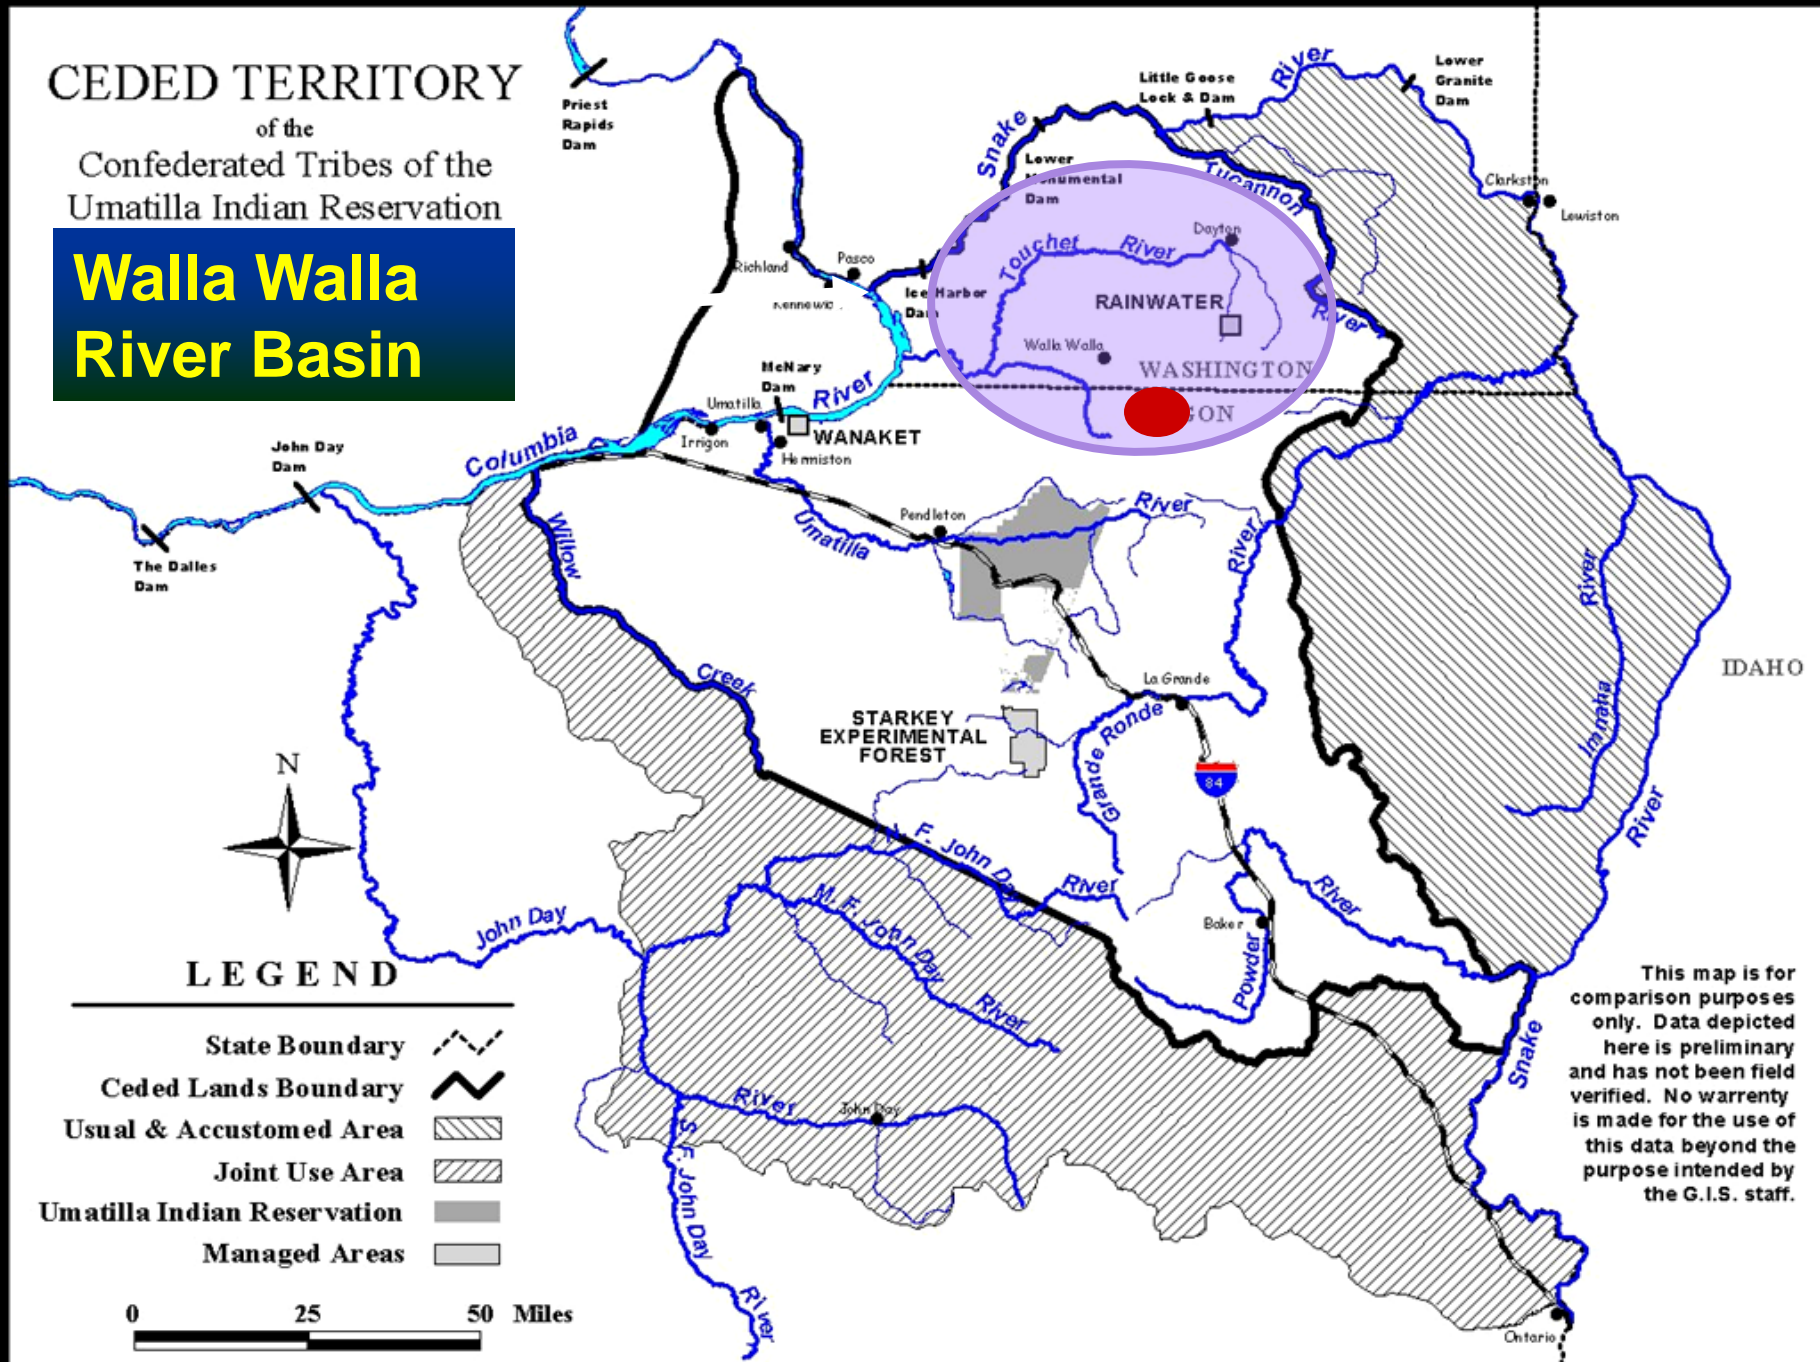 CEDED TERRITORY
of the
Confederated Tribes of the
Umatilla Indian Reservation
Walla Walla
River Basin
Priest
Rapids
Dam
Little Goose
Lock & Dam
River
Lower
Granite
Dam
Snake
Lower
Monumental
Dam
Tucannon
River
Clarkston
Lewiston
Richland
Pasco
Ice Harbor
Dam
Touchet River
Dayton
RAINWATER
Walla Walla
WASHINGTON
McNary
Dam
River
Umatilla
Irrigon
WANAKET
Hermiston
Columbia
John Day
Dam
The Dalles
Dam
Willow
Creek
Umatilla
River
Pendleton
River
River
Imnaha
IDAHO
La Grande
Grande Ronde
STARKEY
EXPERIMENTAL
FOREST
84
N
F. John Day
River
M. F. John Day
River
John Day
River
Baker
Powder
River
River
Snake
John Day
S. F. John Day
River
Ontario
LEGEND
State Boundary
Ceded Lands Boundary
Usual & Accustomed Area
Joint Use Area
Umatilla Indian Reservation
Managed Areas
0 25 50 Miles
This map is for
comparison purposes
only. Data depicted
here is preliminary
and has not been field
verified. No warrenty
is made for the use of
this data beyond the
purpose intended by
the G.I.S. staff.